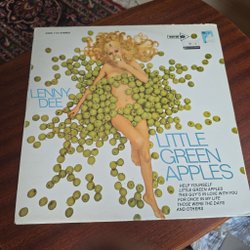 LENNY
DEE
LITTLE
GREEN
APPLES
HELP YOURSELF
LITTLE GREEN APPLES
THIS GUY'S IN LOVE WITH YOU
FOR ONCE IN MY LIFE
THOSE WERE THE DAYS
AND OTHERS